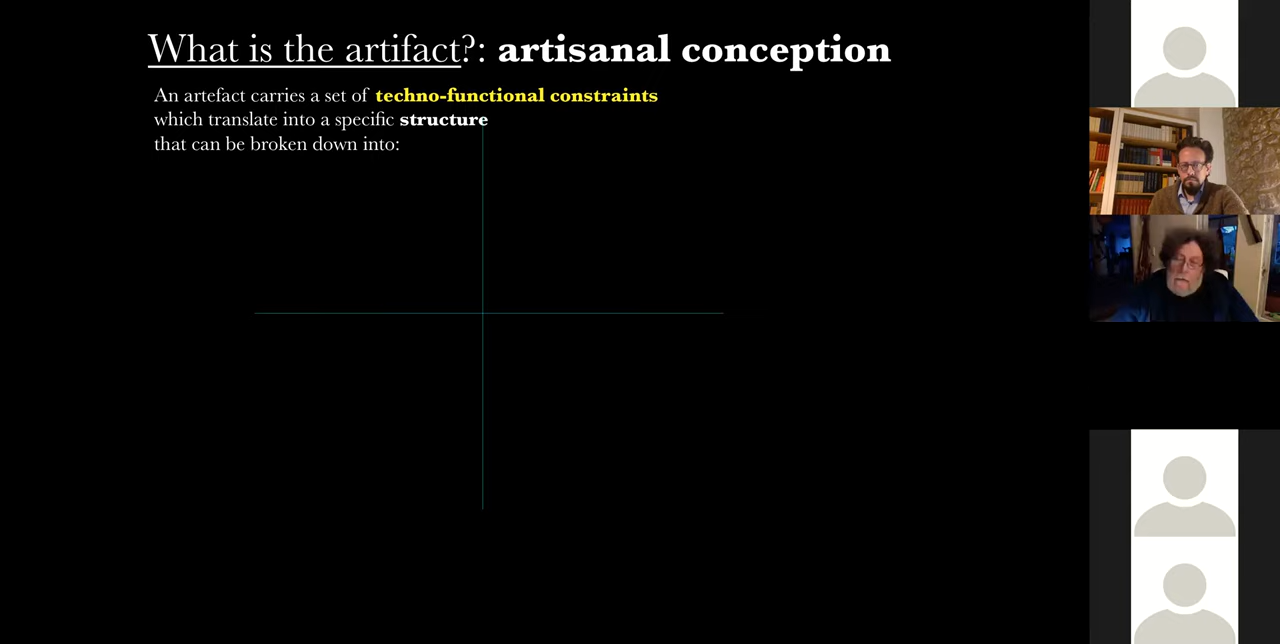 What is the artifact?: artisanal conception
An artefact carries a set of techno-functional constraints
which translate into a specific structure
that can be broken down into: